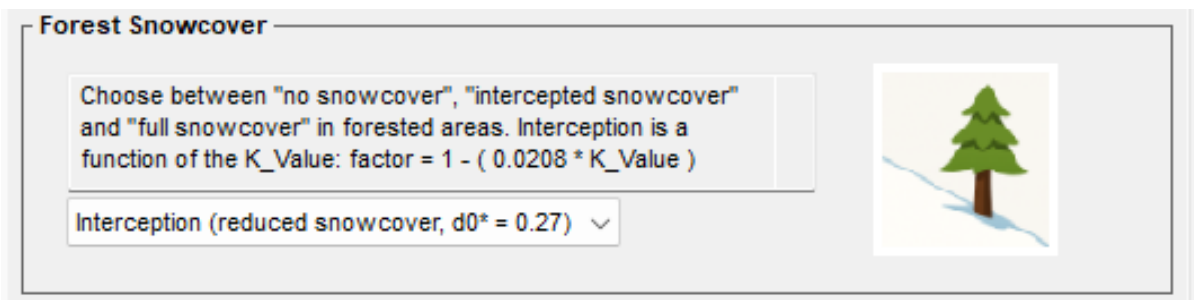 Forest Snowcover
Choose between "no snowcover", "intercepted snowcover"
and "full snowcover" in forested areas. Interception is a
function of the K_Value: factor = 1 - ( 0.0208 * K_Value )
Interception (reduced snowcover, d0* = 0.27)